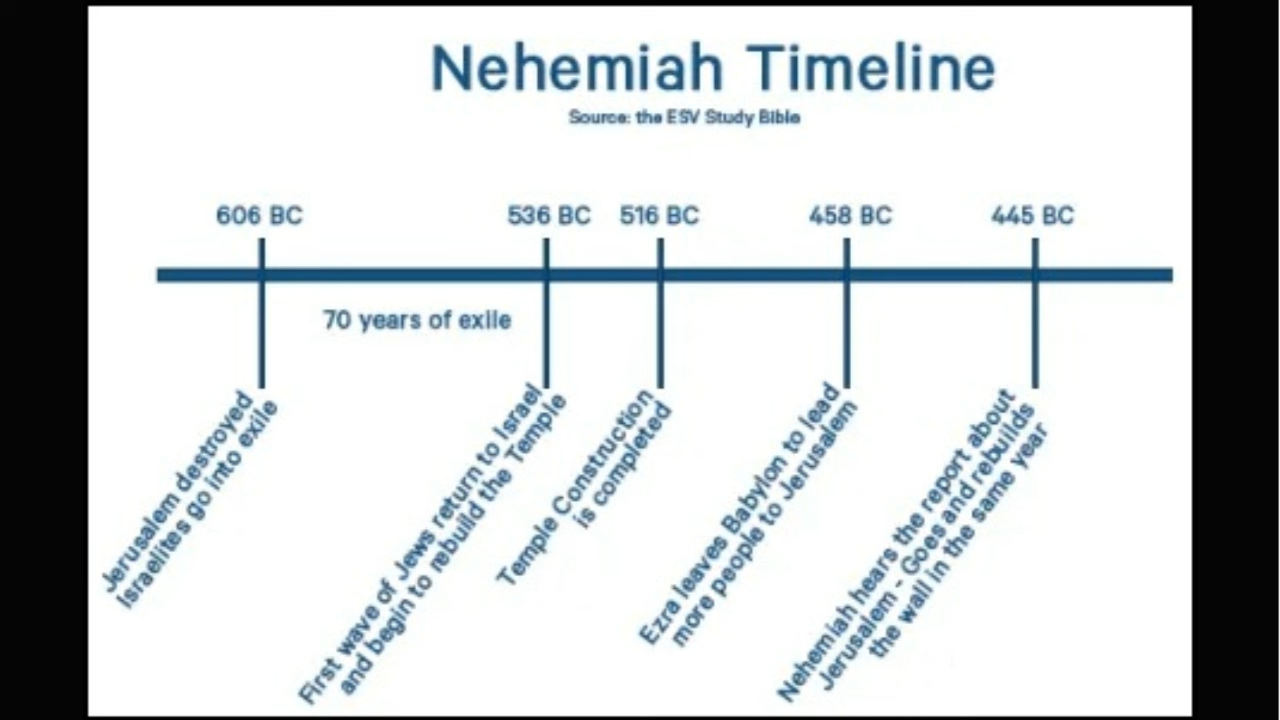 Nehemiah Timeline
Source: the ESV Study Bible
606 BC
536 BC
516 BC
458 BC
445 BC
70 years of exile
Jerusalem destroyed
Israelites go into exile
First wave of Jews return to Israel
and begin to rebuild the Temple
Temple Construction
is completed
Ezra leaves Babylon to lead
more people to Jerusalem
Nehemiah hears the report about
Jerusalem - Goes and rebuilds
the wall in the same year